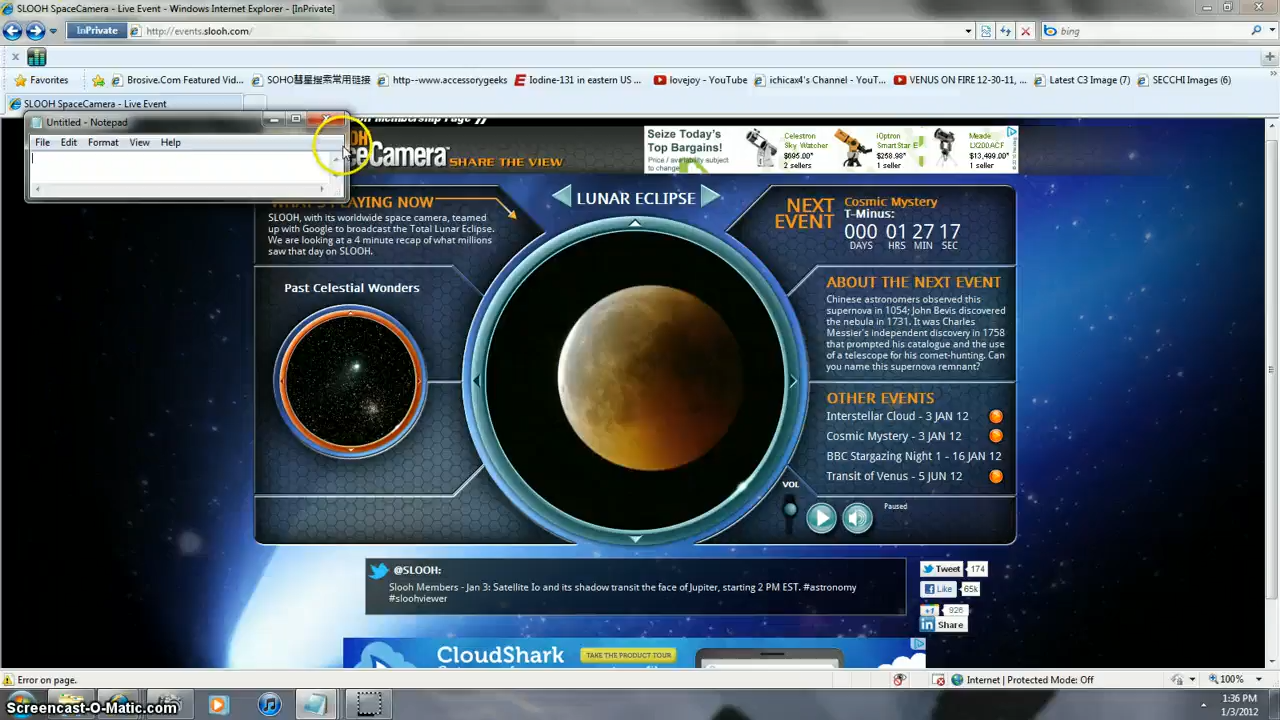 SLOOH SpaceCamera - Live Event - Windows Internet Explorer - [InPrivate]
InPrivate http://events.slooh.com/ bing
Favorites Brosive.Com Featured Vid... SOHO彗星搜索常用链接 http--www.accessorygeeks Iodine-131 in eastern US ... lovejoy - YouTube ichicax4's Channel - YouT... VENUS ON FIRE 12-30-11, ... Latest C3 Image (7) SECCHI Images (6)
SLOOH SpaceCamera - Live Event
Untitled - Notepad
File Edit Format View Help
Camera SHARE THE VIEW
Seize Today's
Top Bargains!
Price / availability subject
to change
Celestron
Sky Watcher
$695.00*
2 sellers
iOptron
SmartStar E
$258.98*
1 seller
Meade
LX200ACF
$13,499.00*
1 seller
WHAT'S PLAYING NOW
SLOOH, with its worldwide space camera, teamed
up with Google to broadcast the Total Lunar Eclipse.
We are looking at a 4 minute recap of what millions
saw that day on SLOOH.
LUNAR ECLIPSE
NEXT
EVENT
Cosmic Mystery
T-Minus:
000 01 27 17
DAYS HRS MIN SEC
Past Celestial Wonders
ABOUT THE NEXT EVENT
Chinese astronomers observed this
supernova in 1054; John Bevis discovered
the nebula in 1731. It was Charles
Messier's independent discovery in 1758
that prompted his catalogue and the use
of a telescope for his comet-hunting. Can
you name this supernova remnant?
OTHER EVENTS
Interstellar Cloud - 3 JAN 12
Cosmic Mystery - 3 JAN 12
BBC Stargazing Night 1 - 16 JAN 12
Transit of Venus - 5 JUN 12
VOL
Paused
@SLOOH:
Slooh Members - Jan 3: Satellite Io and its shadow transit the face of Jupiter, starting 2 PM EST. #astronomy
#sloohviewer
Tweet 174
Like 65k
+1 926
in Share
CloudShark TAKE THE PRODUCT TOUR
Error on page. Internet | Protected Mode: Off 100%
Screencast-O-Matic.com
1:36 PM
1/3/2012